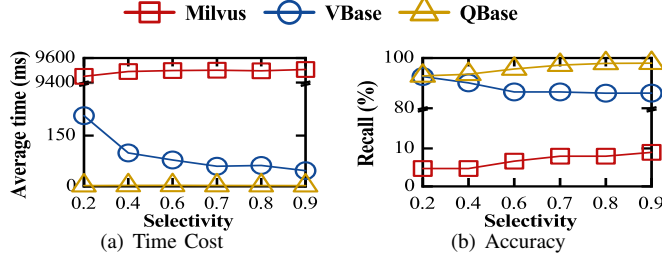 Milvus VBase QBase
Average time (ms)
9600
9400
150
0
0.2 0.4 0.6 0.7 0.8 0.9
Selectivity
(a) Time Cost
Recall (%)
100
80
10
0
0.2 0.4 0.6 0.7 0.8 0.9
Selectivity
(b) Accuracy